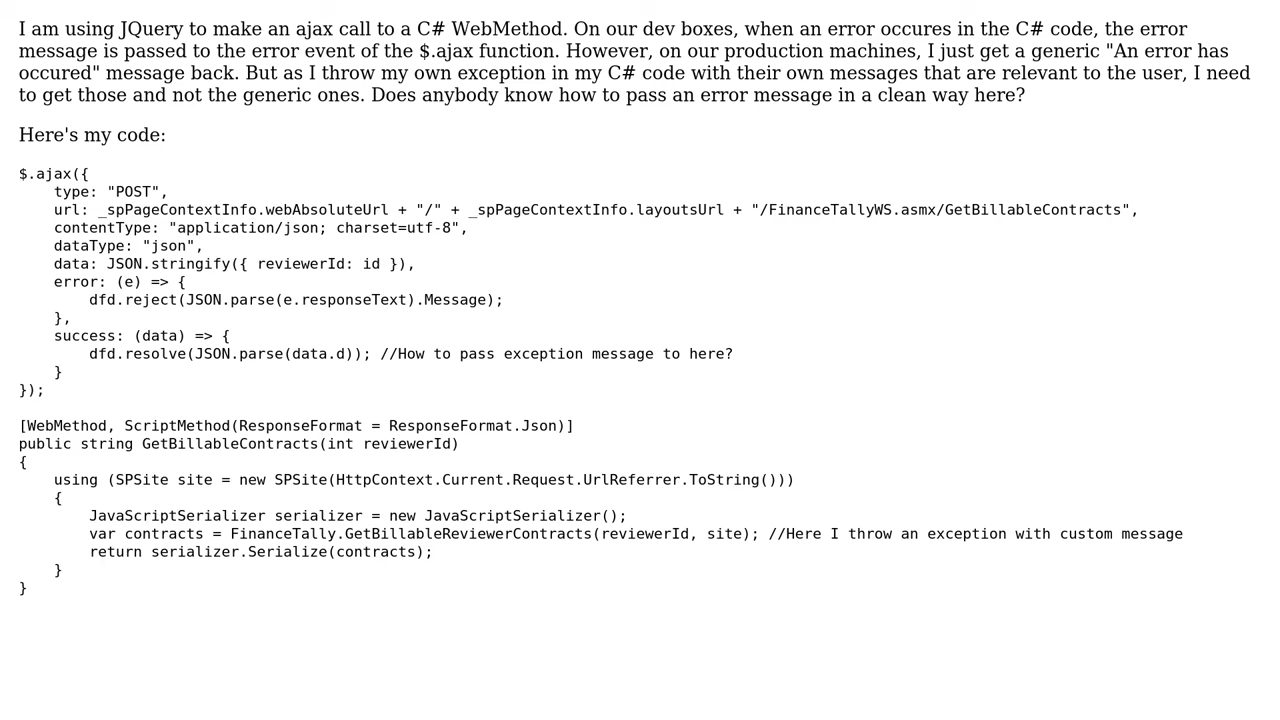 I am using JQuery to make an ajax call to a C# WebMethod. On our dev boxes, when an error occures in the C# code, the error
message is passed to the error event of the $.ajax function. However, on our production machines, I just get a generic "An error has
occured" message back. But as I throw my own exception in my C# code with their own messages that are relevant to the user, I need
to get those and not the generic ones. Does anybody know how to pass an error message in a clean way here?
Here's my code:
$.ajax({
    type: "POST",
    url: _spPageContextInfo.webAbsoluteUrl + "/" + _spPageContextInfo.layoutsUrl + "/FinanceTallyWS.asmx/GetBillableContracts",
    contentType: "application/json; charset=utf-8",
    dataType: "json",
    data: JSON.stringify({ reviewerId: id }),
    error: (e) => {
        dfd.reject(JSON.parse(e.responseText).Message);
    },
    success: (data) => {
        dfd.resolve(JSON.parse(data.d)); //How to pass exception message to here?
    }
});
[WebMethod, ScriptMethod(ResponseFormat = ResponseFormat.Json)]
public string GetBillableContracts(int reviewerId)
{
    using (SPSite site = new SPSite(HttpContext.Current.Request.UrlReferrer.ToString()))
    {
        JavaScriptSerializer serializer = new JavaScriptSerializer();
        var contracts = FinanceTally.GetBillableReviewerContracts(reviewerId, site); //Here I throw an exception with custom message
        return serializer.Serialize(contracts);
    }
}